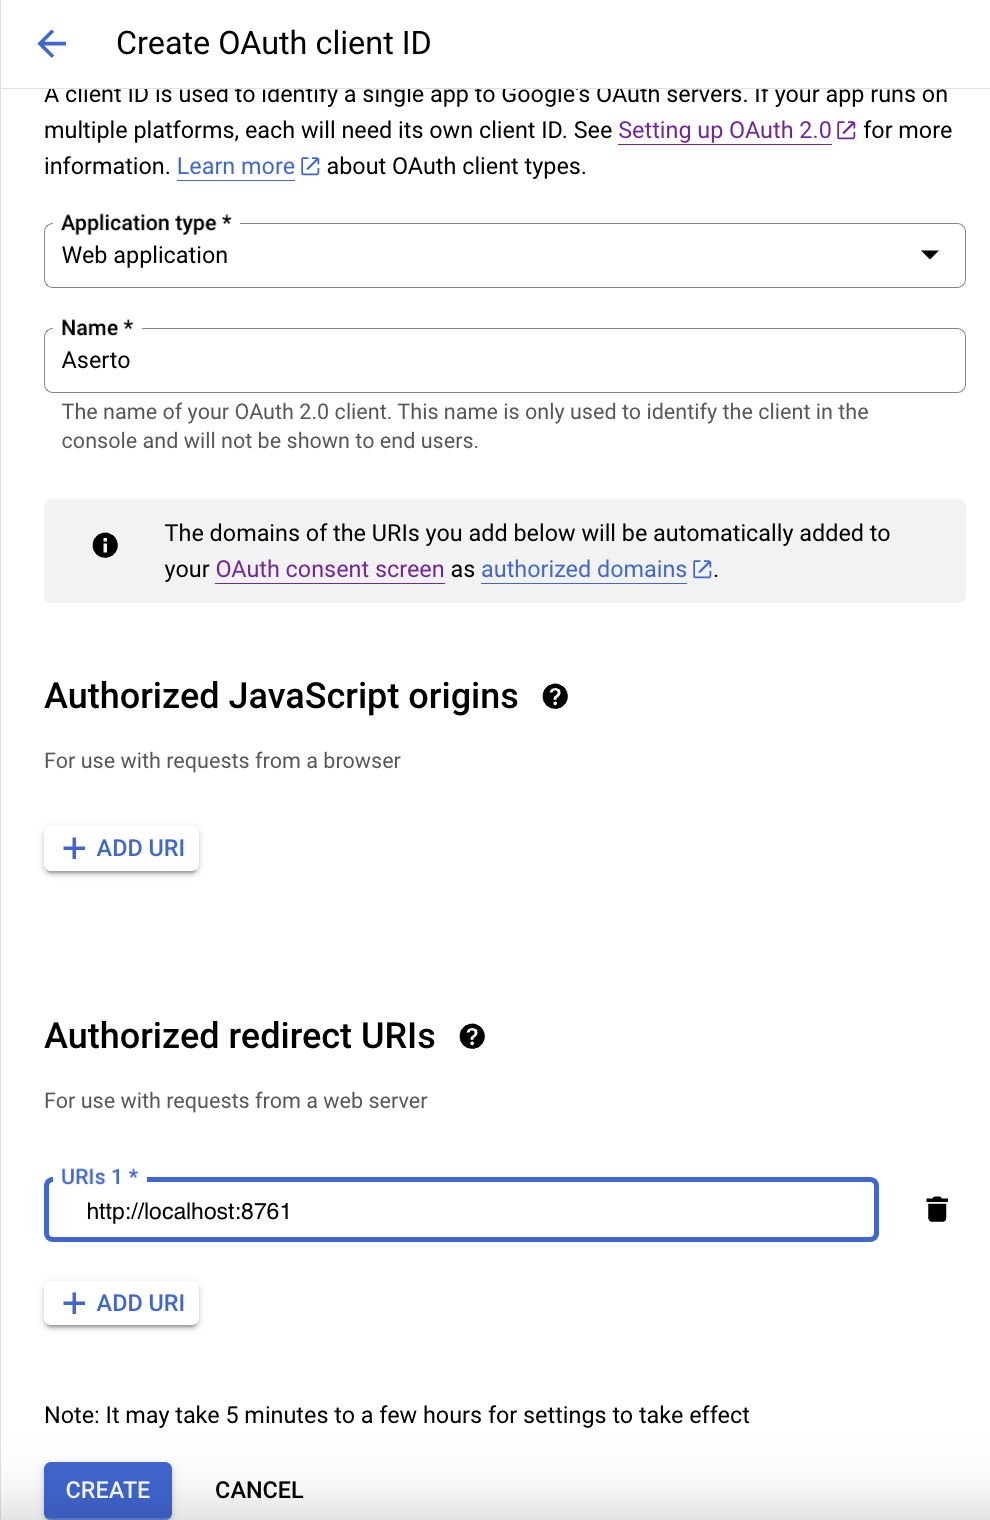 Create OAuth client ID
A client ID is used to identify a single app to Google's OAuth servers. If your app runs on
multiple platforms, each will need its own client ID. See Setting up OAuth 2.0 for more
information. Learn more about OAuth client types.
Application type *
Web application
Name *
Aserto
The name of your OAuth 2.0 client. This name is only used to identify the client in the
console and will not be shown to end users.
The domains of the URIs you add below will be automatically added to
your OAuth consent screen as authorized domains.
Authorized JavaScript origins
For use with requests from a browser
ADD URI
Authorized redirect URIs
For use with requests from a web server
URIs 1 *
http://localhost:8761
ADD URI
Note: It may take 5 minutes to a few hours for settings to take effect
CREATE CANCEL